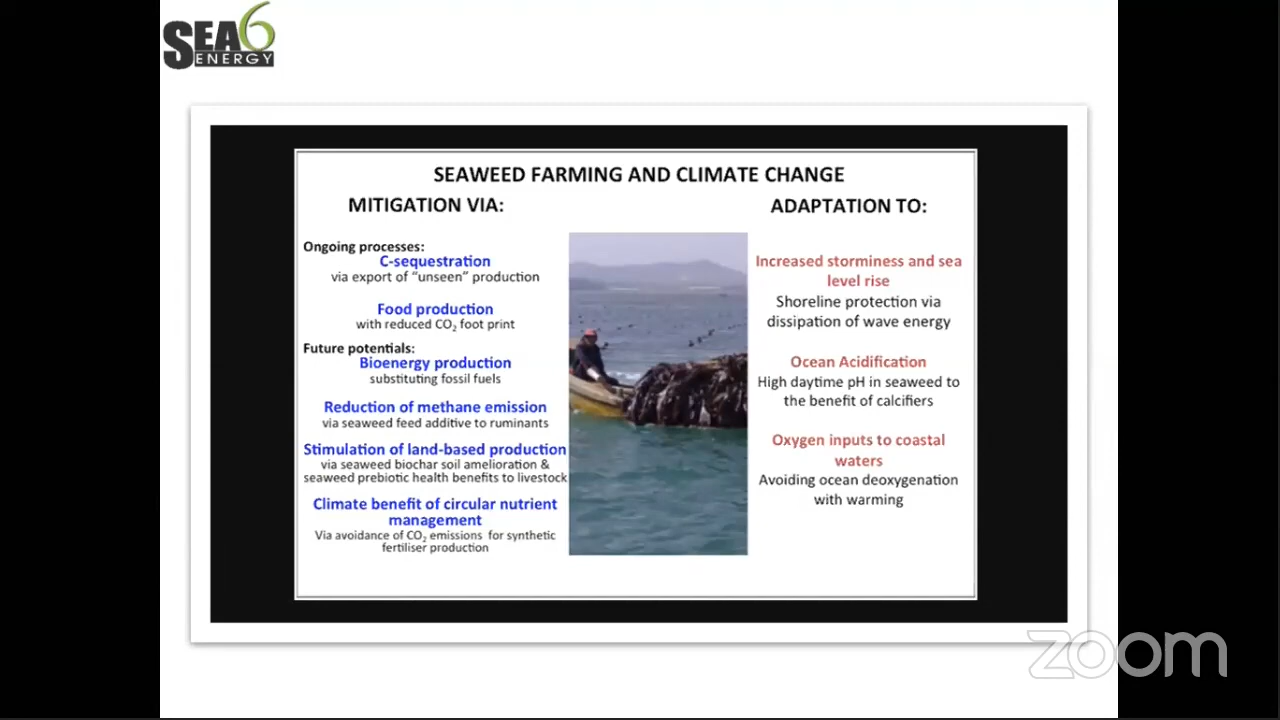 SEA6
ENERGY
SEAWEED FARMING AND CLIMATE CHANGE
MITIGATION VIA:
Ongoing processes:
C-sequestration
via export of “unseen” production
Food production
with reduced CO₂ foot print
Future potentials:
Bioenergy production
substituting fossil fuels
Reduction of methane emission
via seaweed feed additive to ruminants
Stimulation of land-based production
via seaweed biochar soil amelioration &
seaweed prebiotic health benefits to livestock
Climate benefit of circular nutrient
management
Via avoidance of CO₂ emissions for synthetic
fertiliser production
ADAPTATION TO:
Increased storminess and sea
level rise
Shoreline protection via
dissipation of wave energy
Ocean Acidification
High daytime pH in seaweed to
the benefit of calcifiers
Oxygen inputs to coastal
waters
Avoiding ocean deoxygenation
with warming
zoom